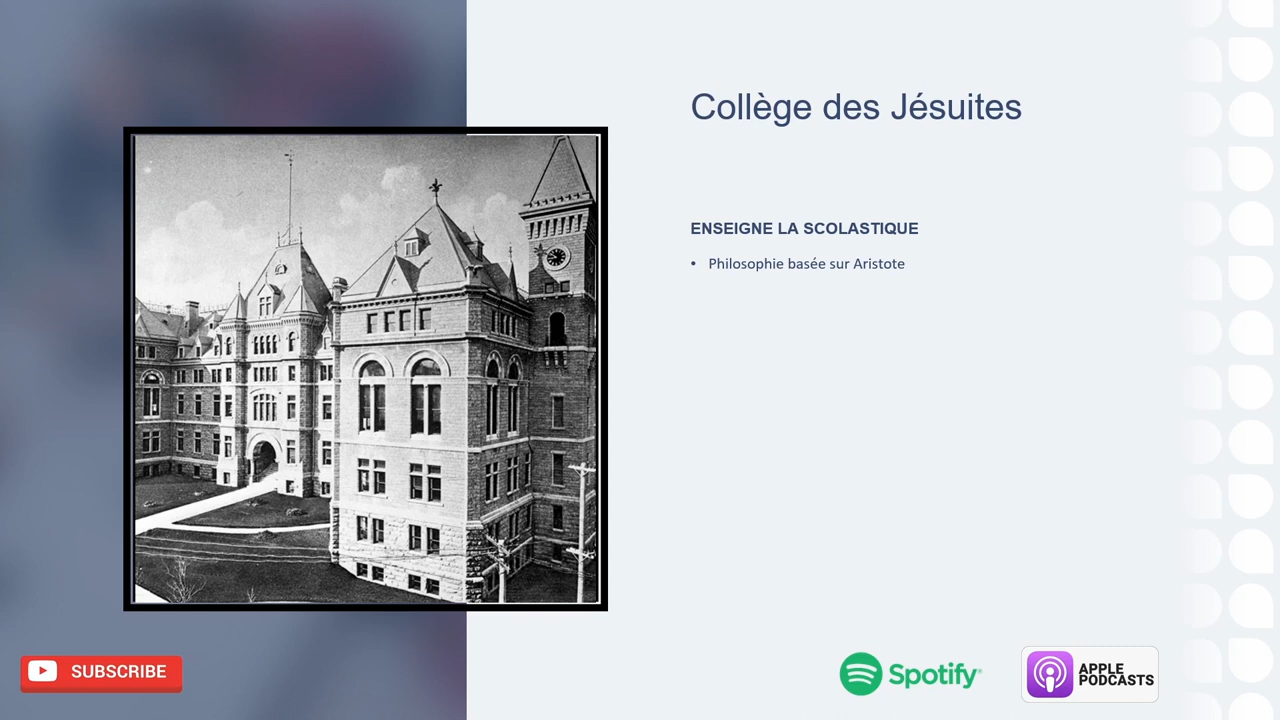 Collège des Jésuites
ENSEIGNE LA SCOLASTIQUE
• Philosophie basée sur Aristote
SUBSCRIBE
Spotify
APPLE
PODCASTS